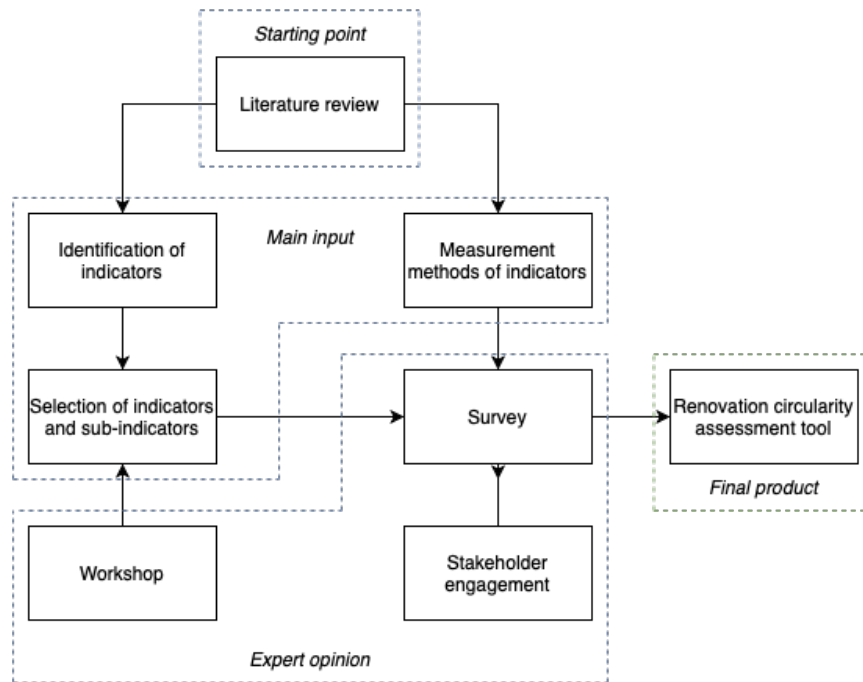 Starting point
Literature review
Identification of
indicators
Main input
Measurement
methods of indicators
Selection of indicators
and sub-indicators
Survey
Renovation circularity
assessment tool
Final product
Workshop
Stakeholder
engagement
Expert opinion